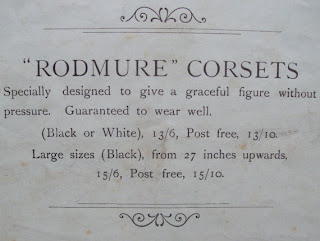 "RODMURE" CORSETS
Specially designed to give a graceful figure without
pressure. Guaranteed to wear well.
(Black or White), 13/6, Post free, 13/10.
Large sizes (Black), from 27 inches upwards,
15/6, Post free, 15/10.